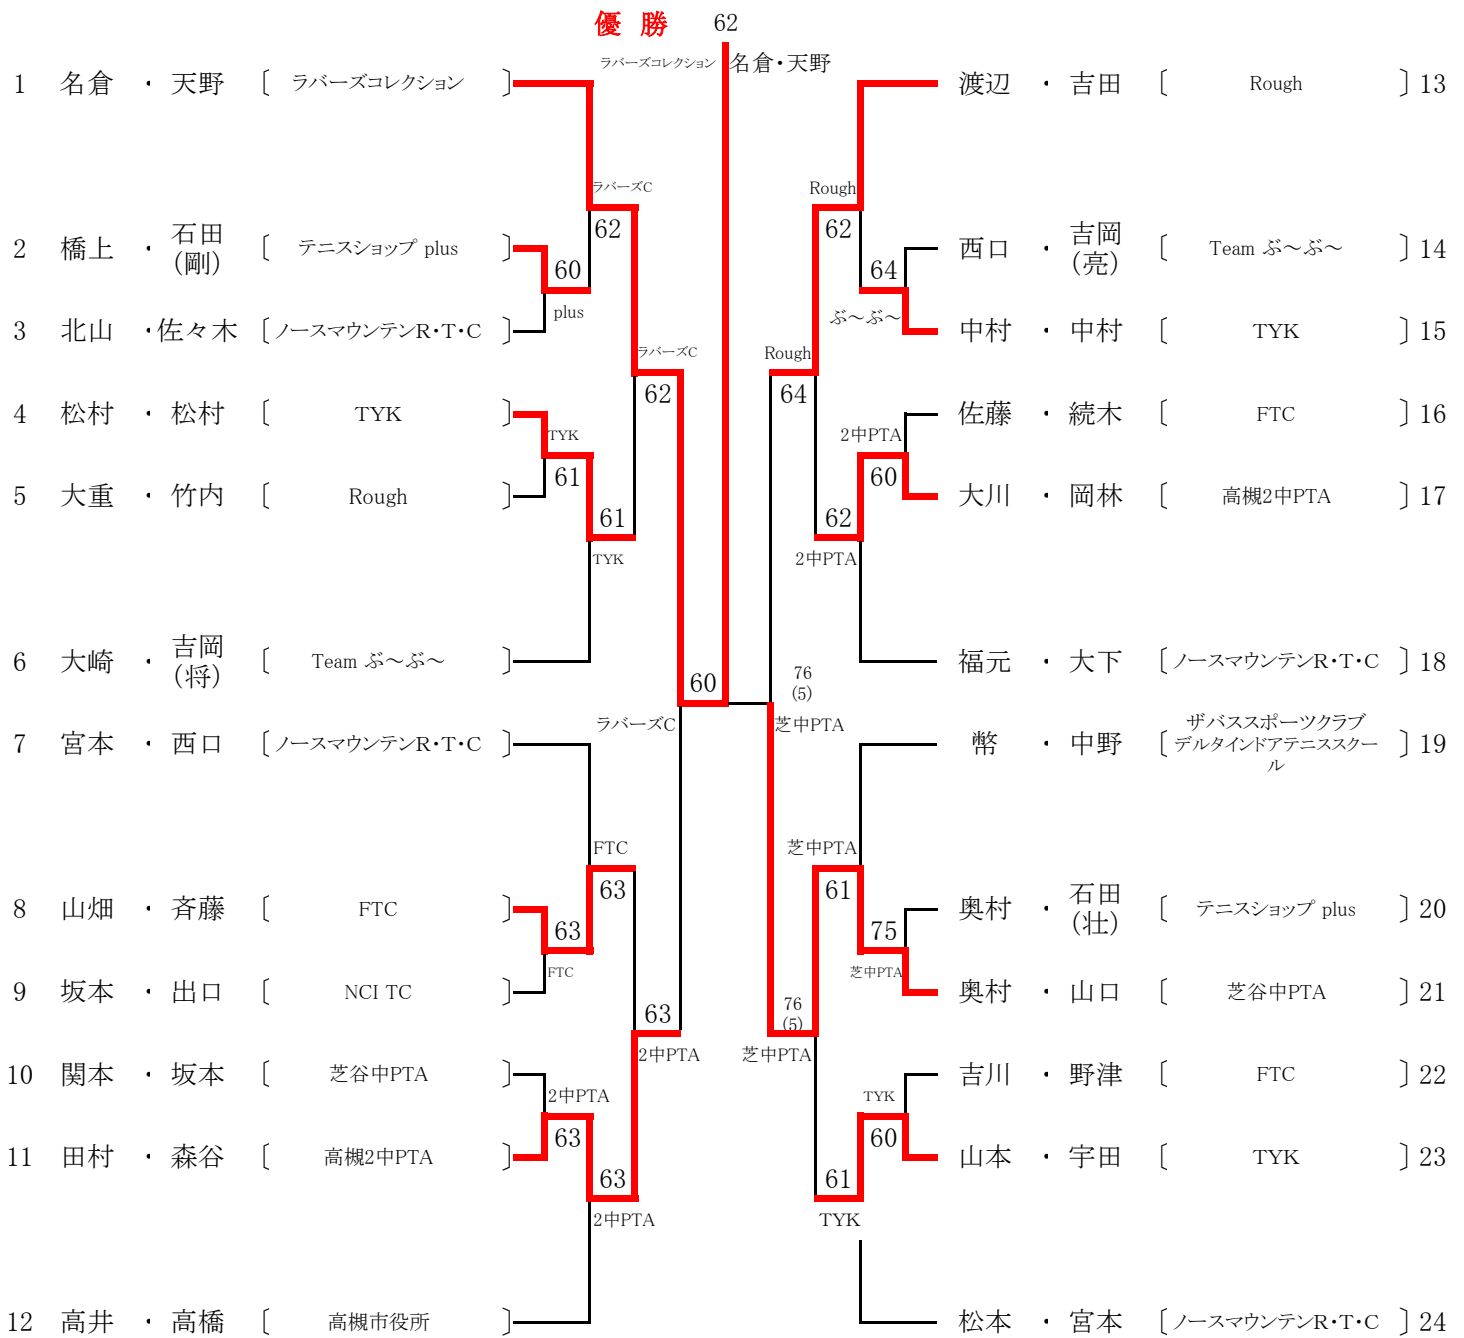 優 勝 62
ラバーズコレクション 名倉・天野
1 名倉 ・ 天野 〔 ラバーズコレクション 〕
渡辺 ・ 吉田 〔 Rough 〕 13
ラバーズC
Rough
62
62
2 橋上 ・ 石田(剛) 〔 テニスショップ plus 〕
西口 ・ 吉岡(亮) 〔 Team ぶ～ぶ～ 〕 14
60
64
plus
ぶ～ぶ～
3 北山 ・ 佐々木 〔 ノースマウンテンR・T・C 〕
中村 ・ 中村 〔 TYK 〕 15
ラバーズC
Rough
62
64
4 松村 ・ 松村 〔 TYK 〕
佐藤 ・ 続木 〔 FTC 〕 16
TYK
2中PTA
61
60
5 大重 ・ 竹内 〔 Rough 〕
大川 ・ 岡林 〔 高槻2中PTA 〕 17
61
62
TYK
2中PTA
6 大崎 ・ 吉岡(将) 〔 Team ぶ～ぶ～ 〕
福元 ・ 大下 〔 ノースマウンテンR・T・C 〕 18
60
76
(5)
ラバーズC
芝中PTA
7 宮本 ・ 西口 〔 ノースマウンテンR・T・C 〕
幣 ・ 中野 〔 ザバススポーツクラブ
デルタインドアテニススクー
ル 〕 19
FTC
芝中PTA
63
61
8 山畑 ・ 斉藤 〔 FTC 〕
奥村 ・ 石田(壮) 〔 テニスショップ plus 〕 20
63
75
FTC
芝中PTA
9 坂本 ・ 出口 〔 NCI TC 〕
奥村 ・ 山口 〔 芝谷中PTA 〕 21
63
76
(5)
2中PTA
芝中PTA
10 関本 ・ 坂本 〔 芝谷中PTA 〕
吉川 ・ 野津 〔 FTC 〕 22
2中PTA
TYK
63
60
11 田村 ・ 森谷 〔 高槻2中PTA 〕
山本 ・ 宇田 〔 TYK 〕 23
63
61
2中PTA
TYK
12 高井 ・ 高橋 〔 高槻市役所 〕
松本 ・ 宮本 〔 ノースマウンテンR・T・C 〕 24